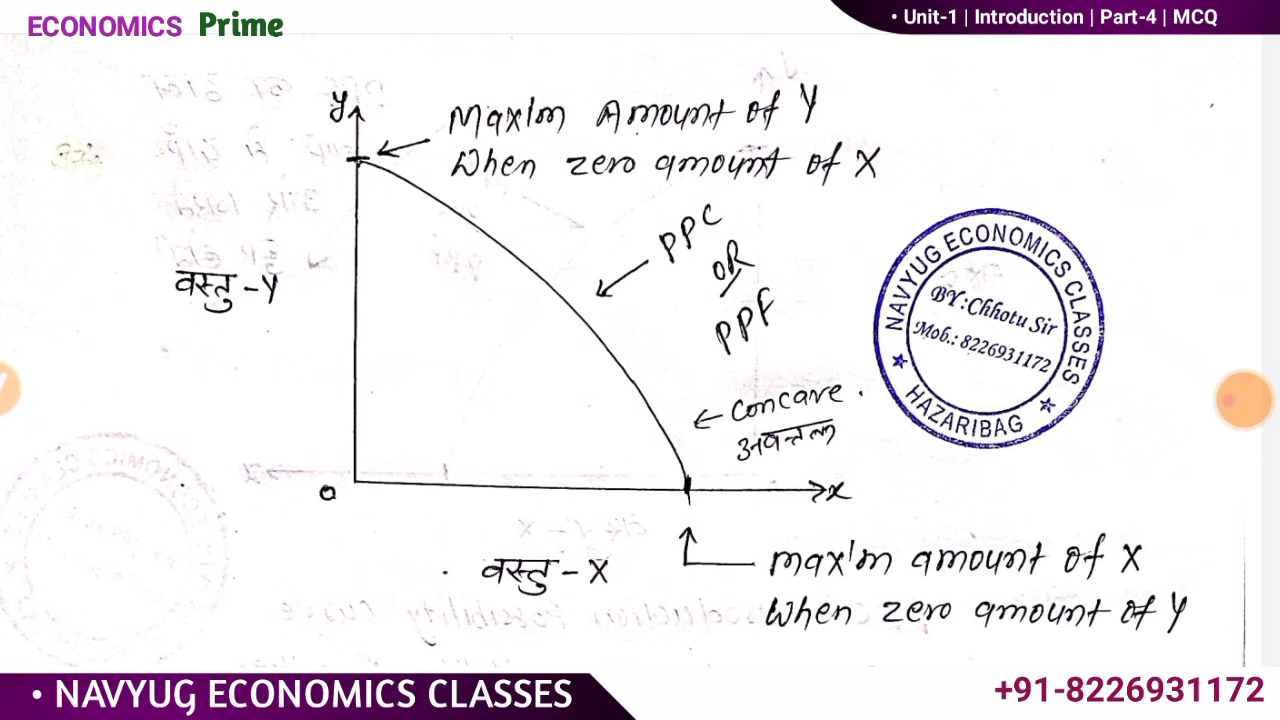 ECONOMICS Prime
• Unit-1 | Introduction | Part-4 | MCQ
y
Max'm Amount of Y
When zero amount of X
PPC
OR
PPF
वस्तु - Y
NAVYUG ECONOMICS CLASSES
BY: Chhotu Sir
Mob.: 8226931172
HAZARIBAG
Concave
O
x
वस्तु - X
max'm amount of X
When zero amount of Y
• NAVYUG ECONOMICS CLASSES
+91-8226931172